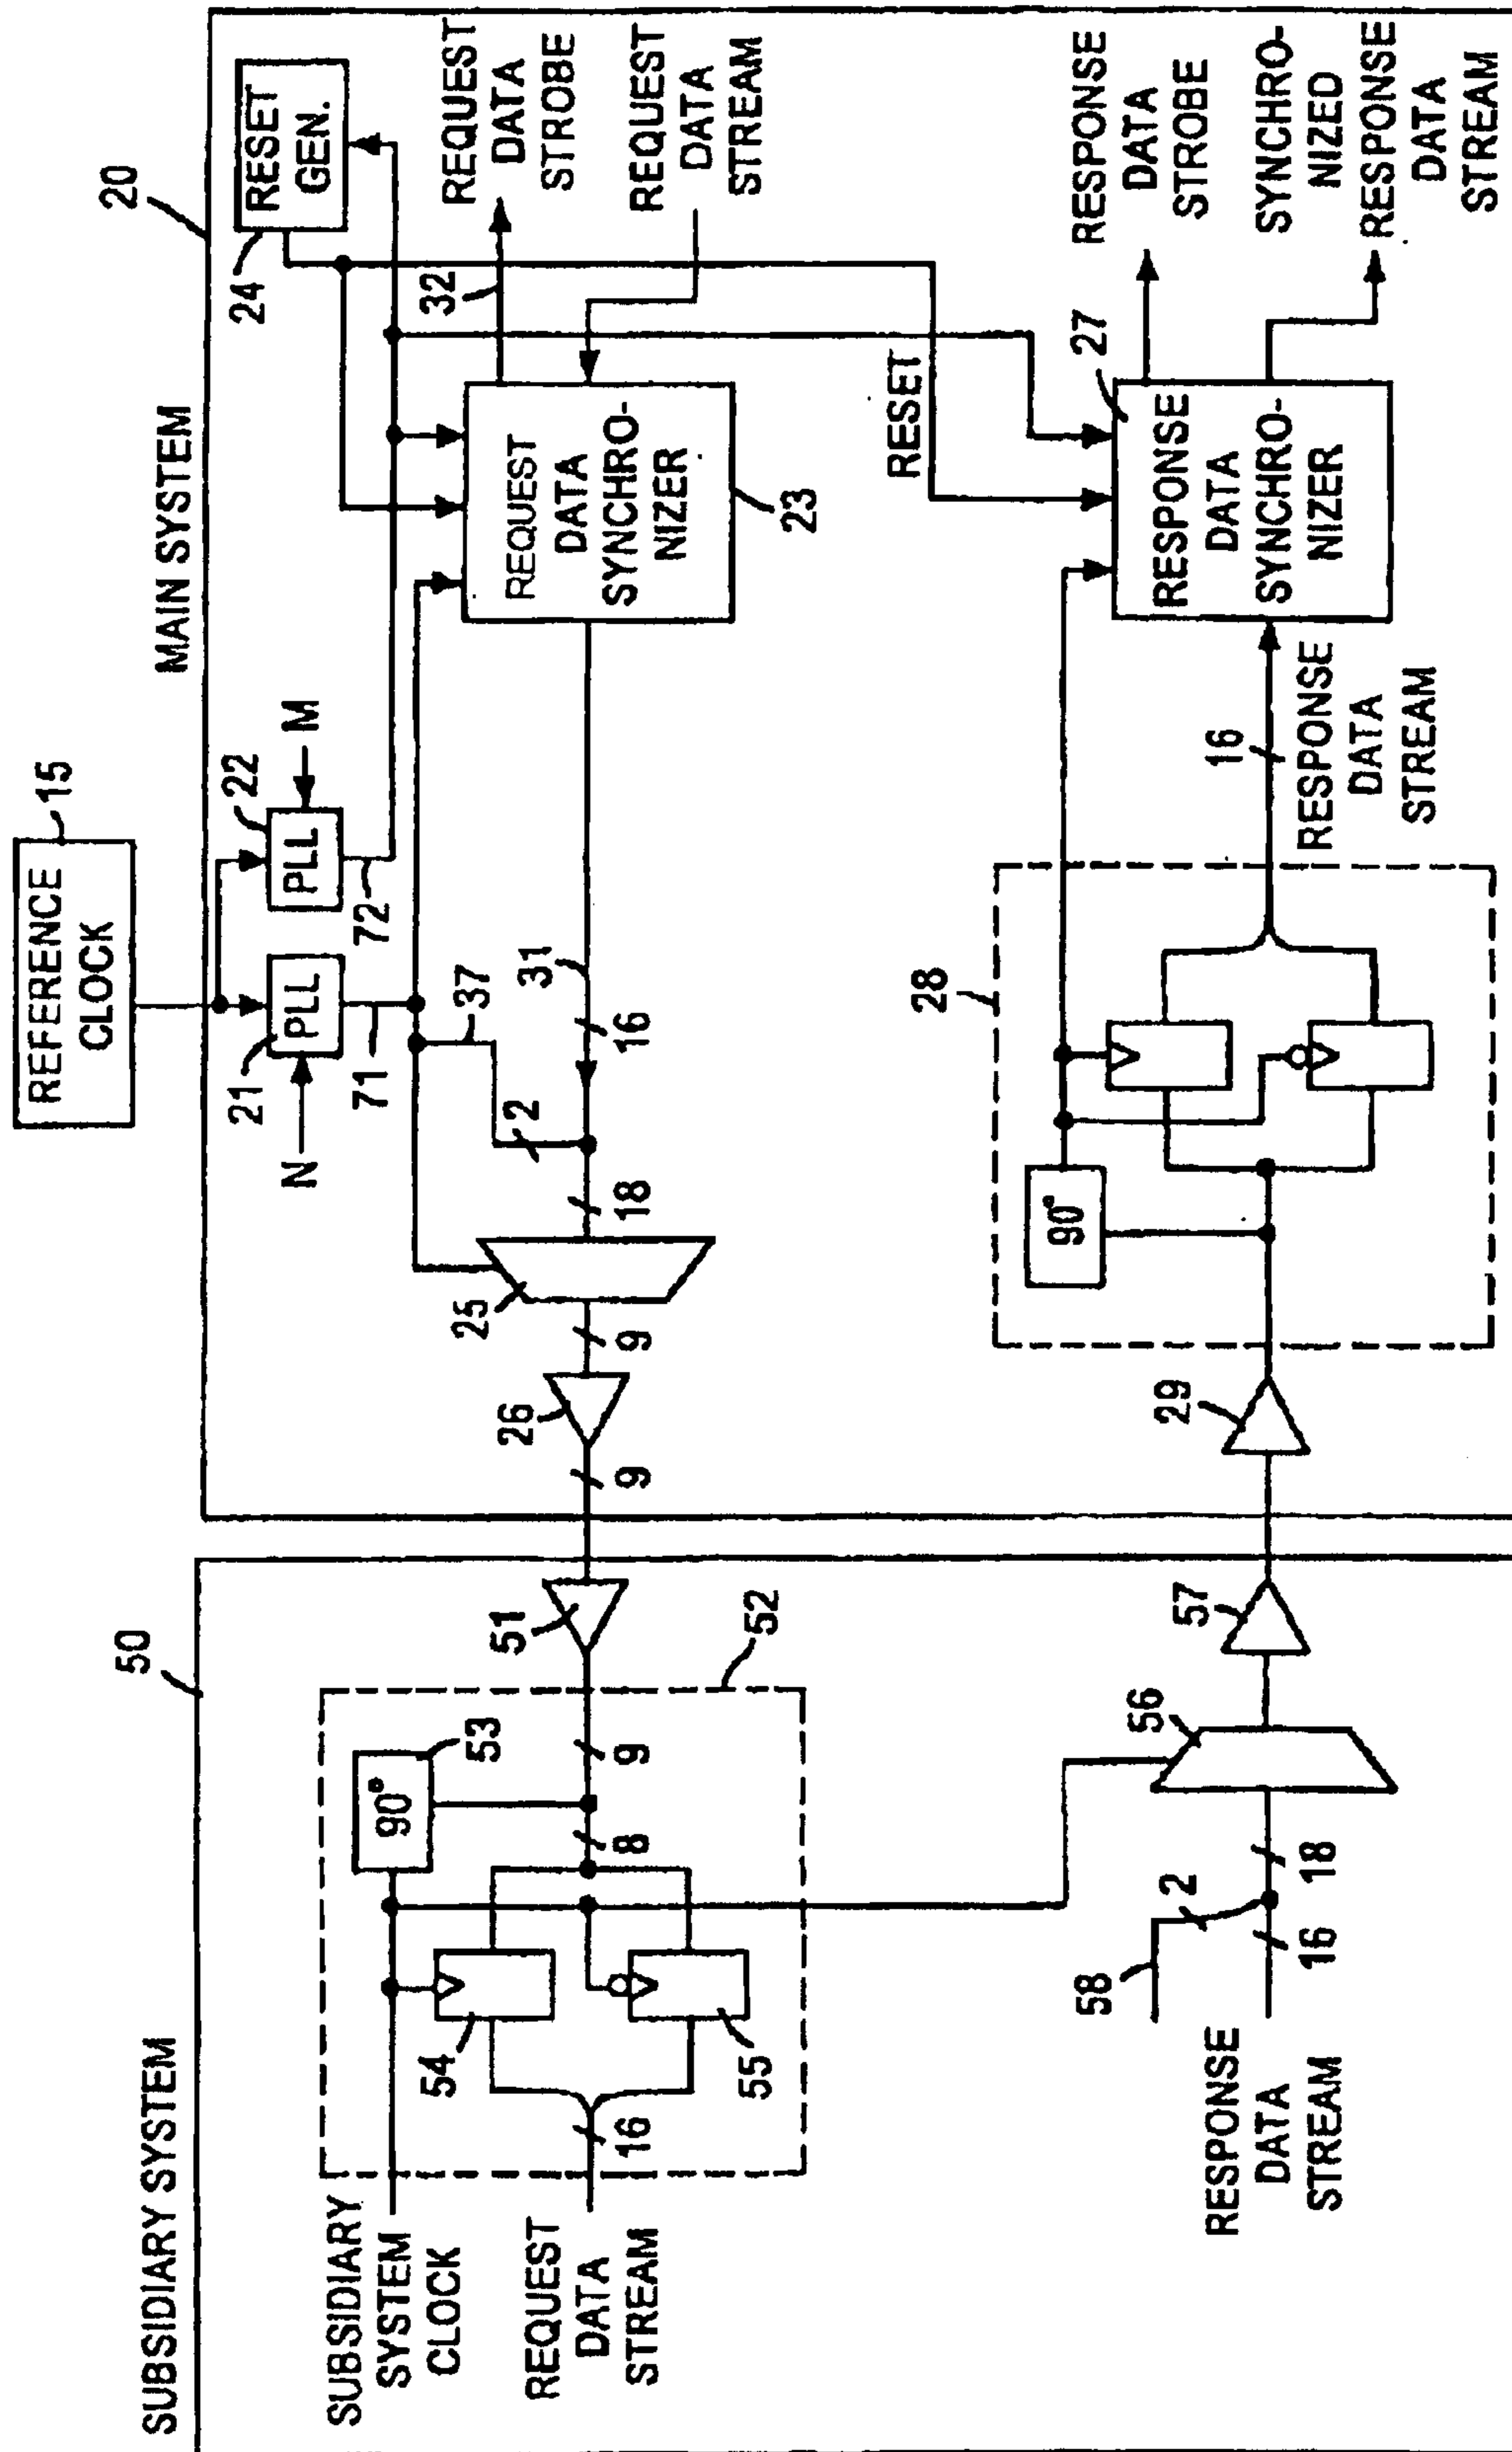 REFERENCE
CLOCK
15
SUBSIDIARY SYSTEM
50
MAIN SYSTEM
20
N
21
PLL
71
22
PLL
M
72
24
RESET
GEN.
REQUEST
DATA
STROBE
32
REQUEST
DATA
STREAM
REQUEST
DATA
SYNCHRO-
NIZER
23
37
2
31
16
18
25
9
26
9
51
52
53
90°
9
8
54
55
16
SUBSIDIARY
SYSTEM
CLOCK
REQUEST
DATA
STREAM
RESET
27
RESPONSE
DATA
SYNCHRO-
NIZER
RESPONSE
DATA
STROBE
SYNCHRO-
NIZED
RESPONSE
DATA
STREAM
16
RESPONSE
DATA
STREAM
28
90°
29
57
56
18
2
16
58
RESPONSE
DATA
STREAM